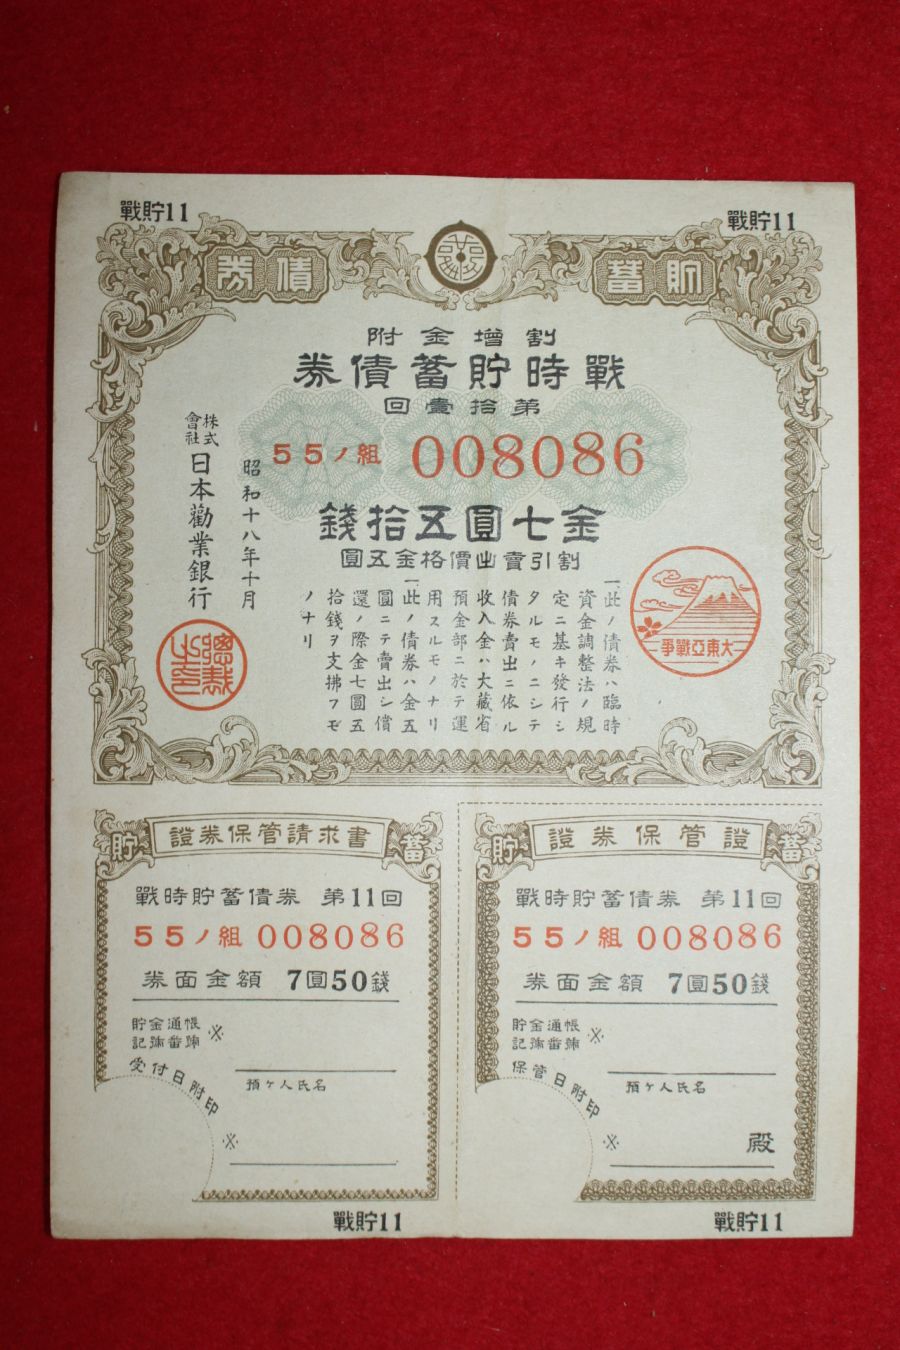 戰貯11
戰貯11
貯蓄
債券
割増金附
戰時貯蓄債券
第拾壹回
55ノ組 008086
金七圓五拾錢
割引賣出價格金五圓
大東亞戰爭
一此ノ債券ハ臨時
資金調整法ノ規
定ニ基キ發行シ
タルモノニシテ
債券賣出ニ依ル
收入金ハ大藏省
預金部ニ於テ運
用スルモノナリ
一此ノ債券ハ金五
圓ニテ賣出シ償
還ノ際金七圓五
拾錢ヲ支拂フモ
ノナリ
昭和十八年十月
株式會社日本勸業銀行
貯蓄
證券保管請求書
戰時貯蓄債券 第11回
55ノ組 008086
券面金額 7圓50錢
貯金通帳
記號番號 ※
預ケ人氏名
受付日附印
※
戰貯11
貯蓄
證券保管證
戰時貯蓄債券 第11回
55ノ組 008086
券面金額 7圓50錢
貯金通帳
記號番號 ※
預ケ人氏名
保管日附印
※
殿
戰貯11